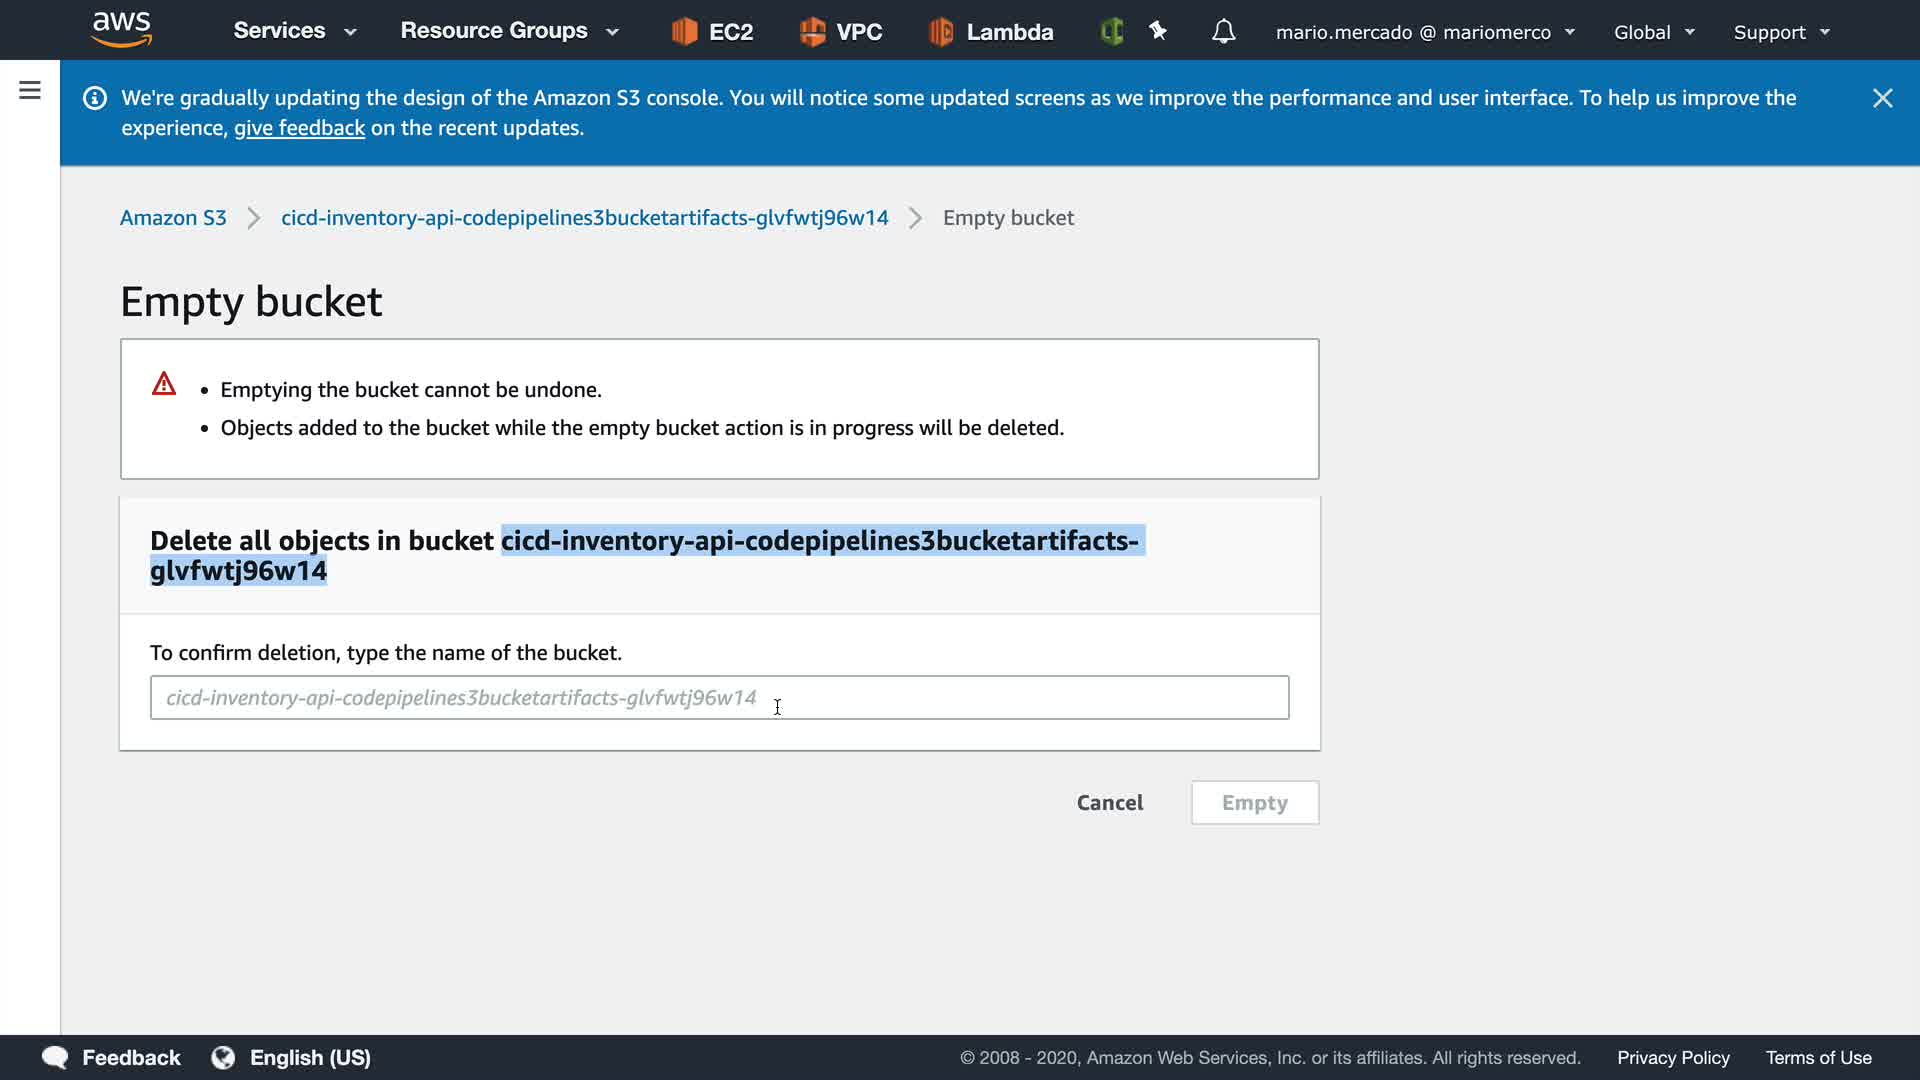 aws
Services
Resource Groups
EC2
VPC
Lambda
mario.mercado @ mariomerco
Global
Support
We're gradually updating the design of the Amazon S3 console. You will notice some updated screens as we improve the performance and user interface. To help us improve the
experience, give feedback on the recent updates.
Amazon S3
cicd-inventory-api-codepipelines3bucketartifacts-glvfwtj96w14
Empty bucket
Empty bucket
• Emptying the bucket cannot be undone.
• Objects added to the bucket while the empty bucket action is in progress will be deleted.
Delete all objects in bucket cicd-inventory-api-codepipelines3bucketartifacts-
glvfwtj96w14
To confirm deletion, type the name of the bucket.
cicd-inventory-api-codepipelines3bucketartifacts-glvfwtj96w14
Cancel
Empty
Feedback
English (US)
© 2008 - 2020, Amazon Web Services, Inc. or its affiliates. All rights reserved.
Privacy Policy
Terms of Use